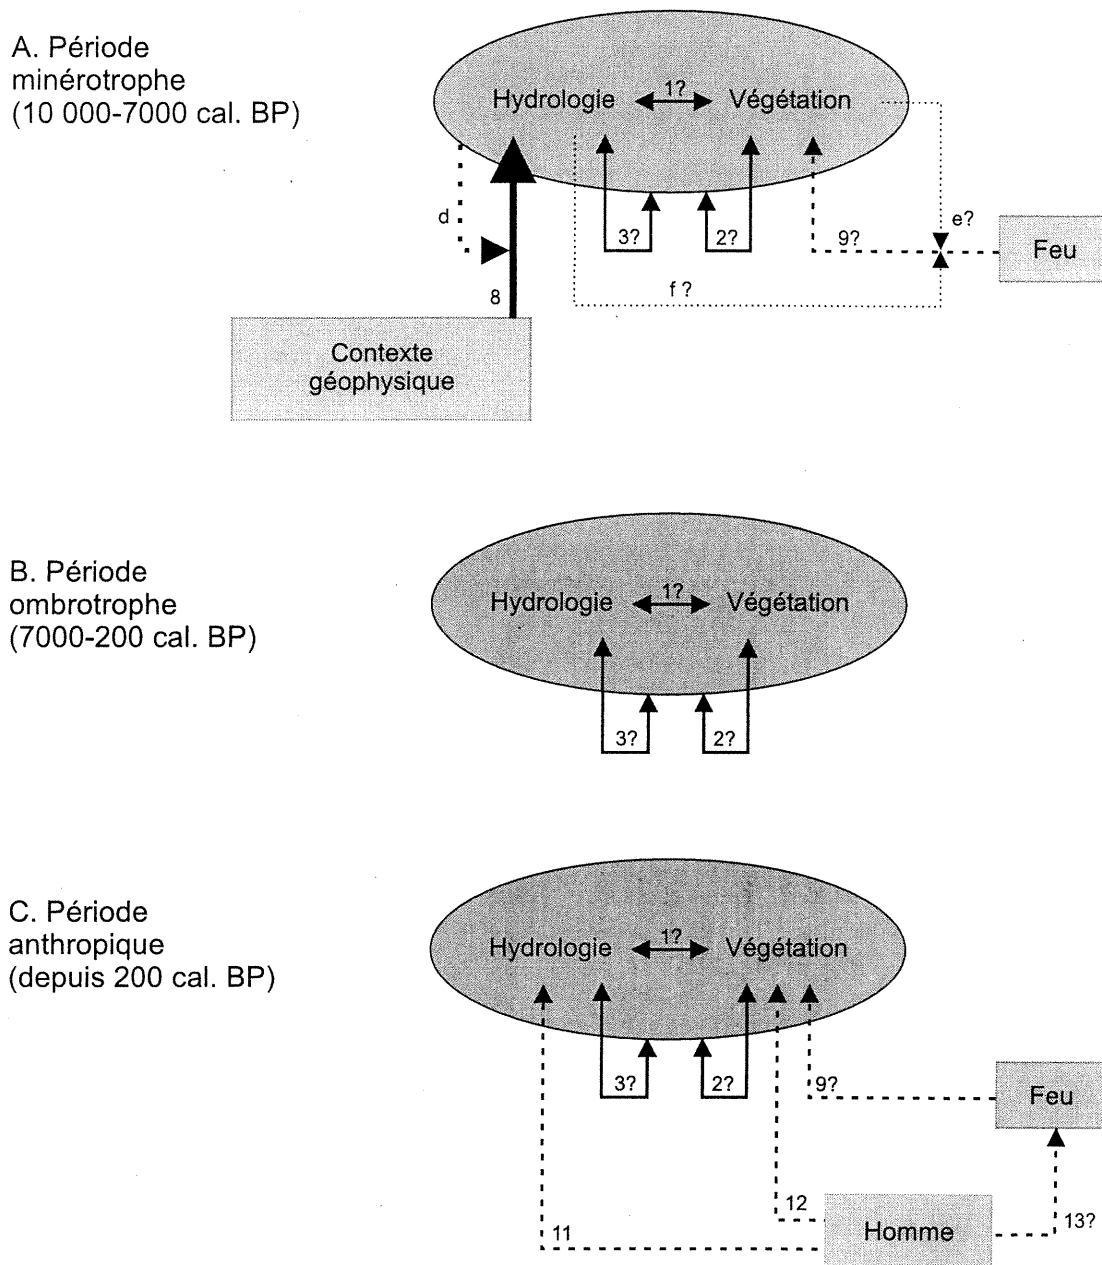 A. Période
minérotrophe
(10 000-7000 cal. BP)
Hydrologie
1?
Végétation
d
3?
2?
9?
e?
Feu
8
f ?
Contexte
géophysique
B. Période
ombrotrophe
(7000-200 cal. BP)
Hydrologie
1?
Végétation
3?
2?
C. Période
anthropique
(depuis 200 cal. BP)
Hydrologie
1?
Végétation
3?
2?
9?
Feu
12
11
Homme
13?